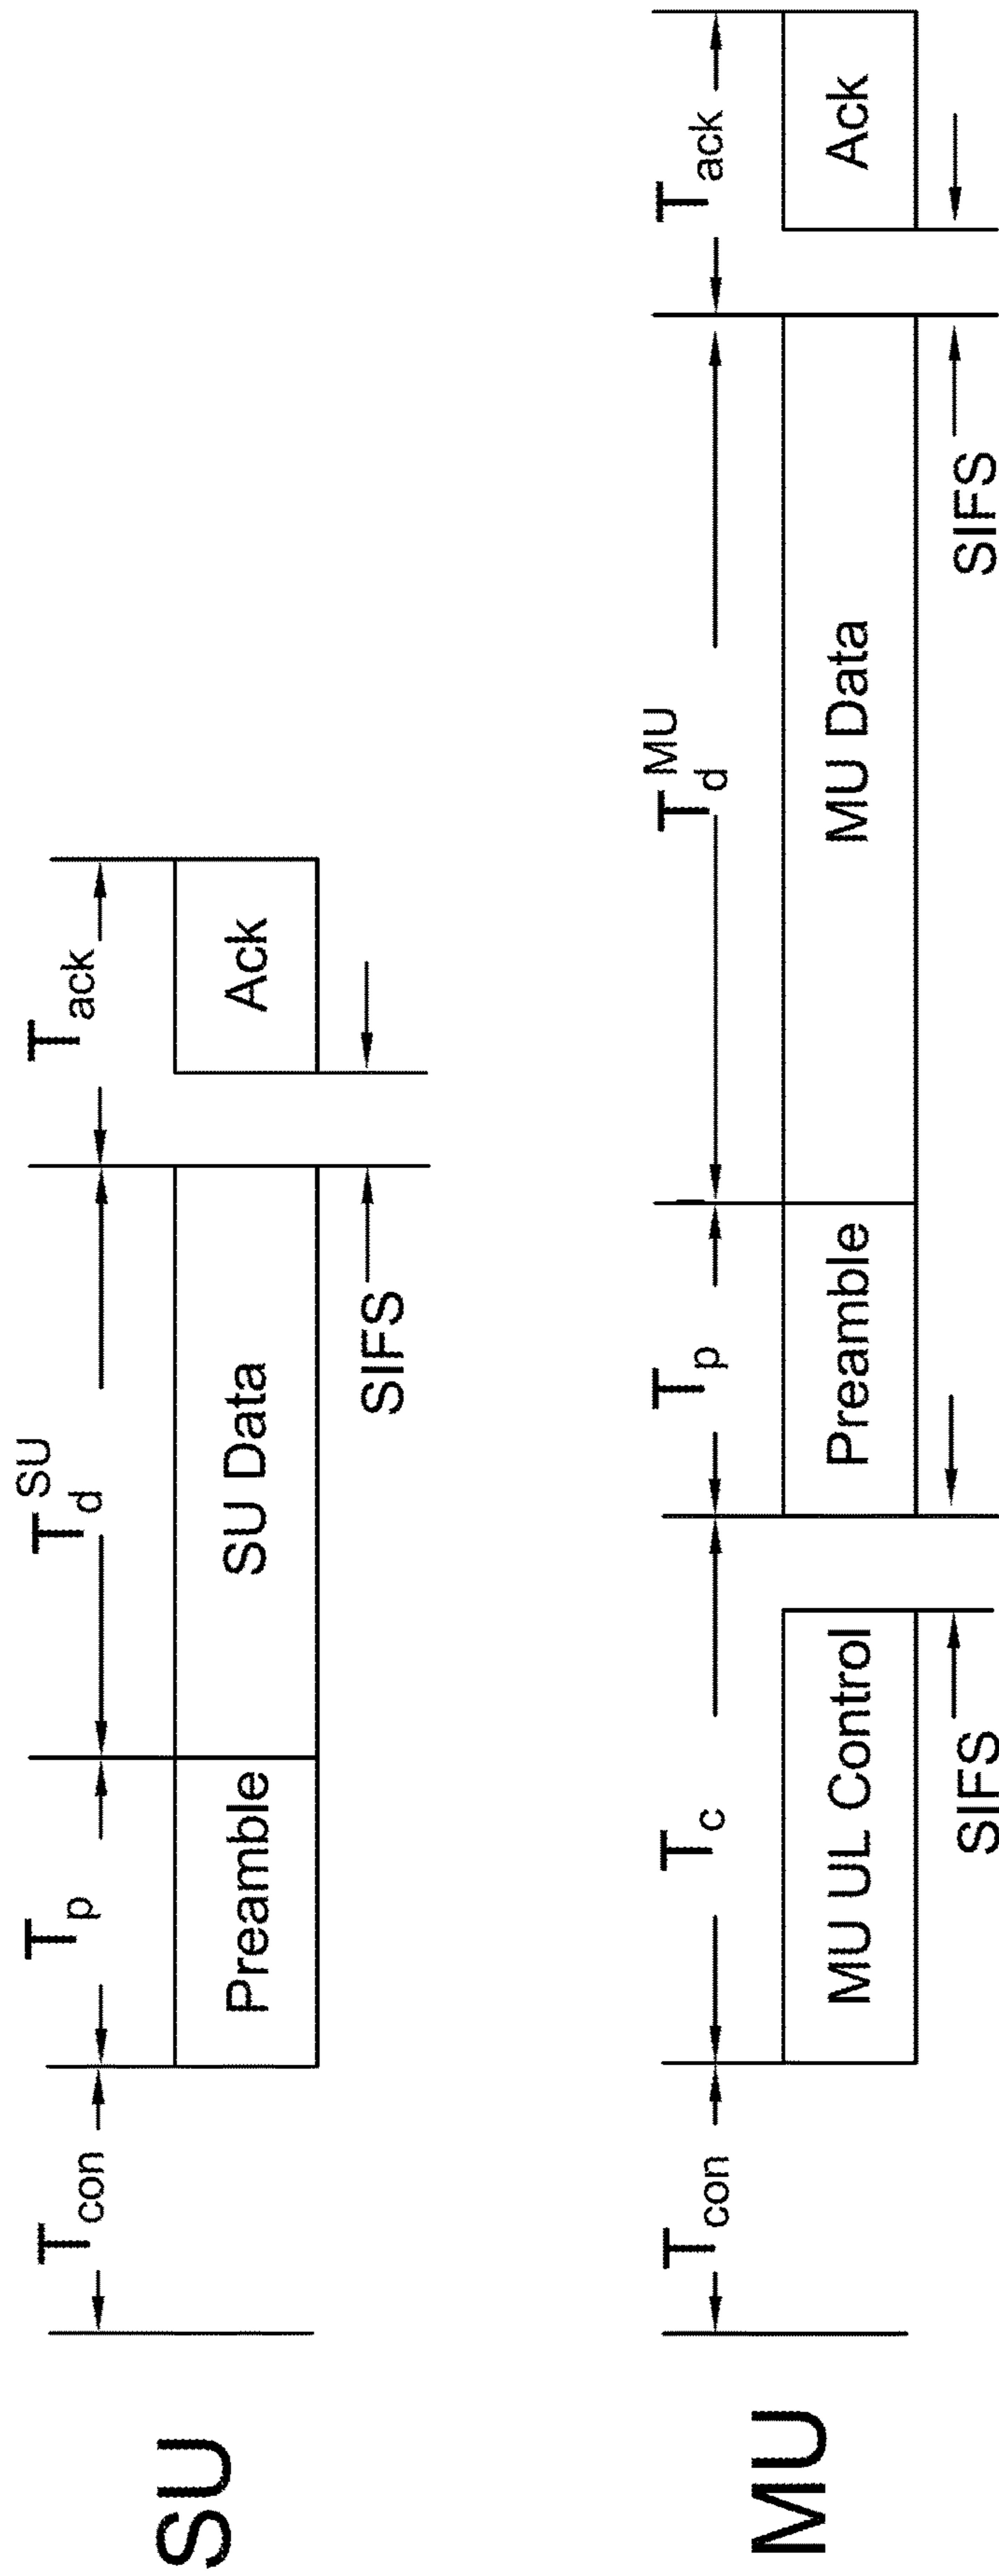 SU
T_con T_p T_d^SU T_ack
Preamble SU Data Ack
SIFS
MU
T_con T_c T_p T_d^MU T_ack
MU UL Control Preamble MU Data Ack
SIFS SIFS